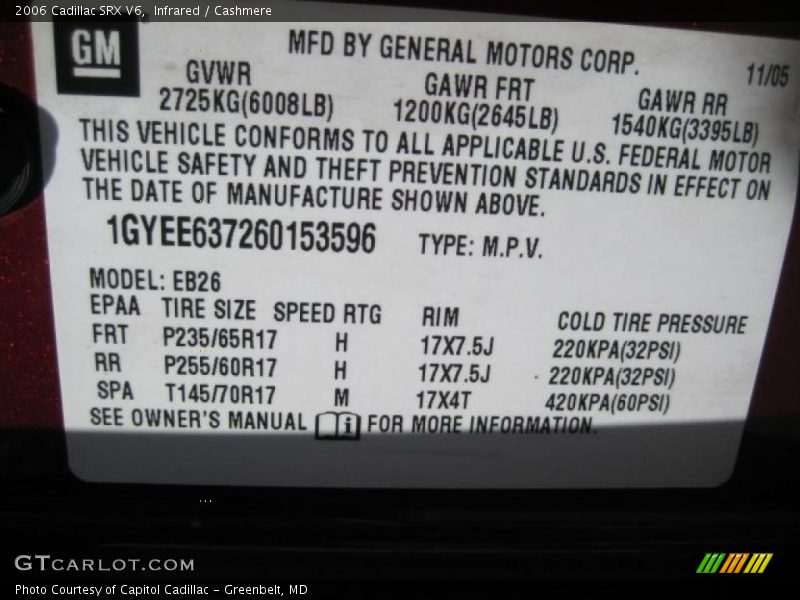 2006 Cadillac SRX V6,  Infrared / Cashmere
GM
MFD BY GENERAL MOTORS CORP.
11/05
GVWR GAWR FRT GAWR RR
2725KG(6008LB) 1200KG(2645LB) 1540KG(3395LB)
THIS VEHICLE CONFORMS TO ALL APPLICABLE U.S. FEDERAL MOTOR
VEHICLE SAFETY AND THEFT PREVENTION STANDARDS IN EFFECT ON
THE DATE OF MANUFACTURE SHOWN ABOVE.
1GYEE637260153596 TYPE: M.P.V.
MODEL: EB26
EPAA TIRE SIZE SPEED RTG RIM COLD TIRE PRESSURE
FRT P235/65R17 H 17X7.5J 220KPA(32PSI)
RR P255/60R17 H 17X7.5J 220KPA(32PSI)
SPA T145/70R17 M 17X4T 420KPA(60PSI)
SEE OWNER'S MANUAL i FOR MORE INFORMATION.
GTCARLOT.COM
Photo Courtesy of Capitol Cadillac - Greenbelt, MD